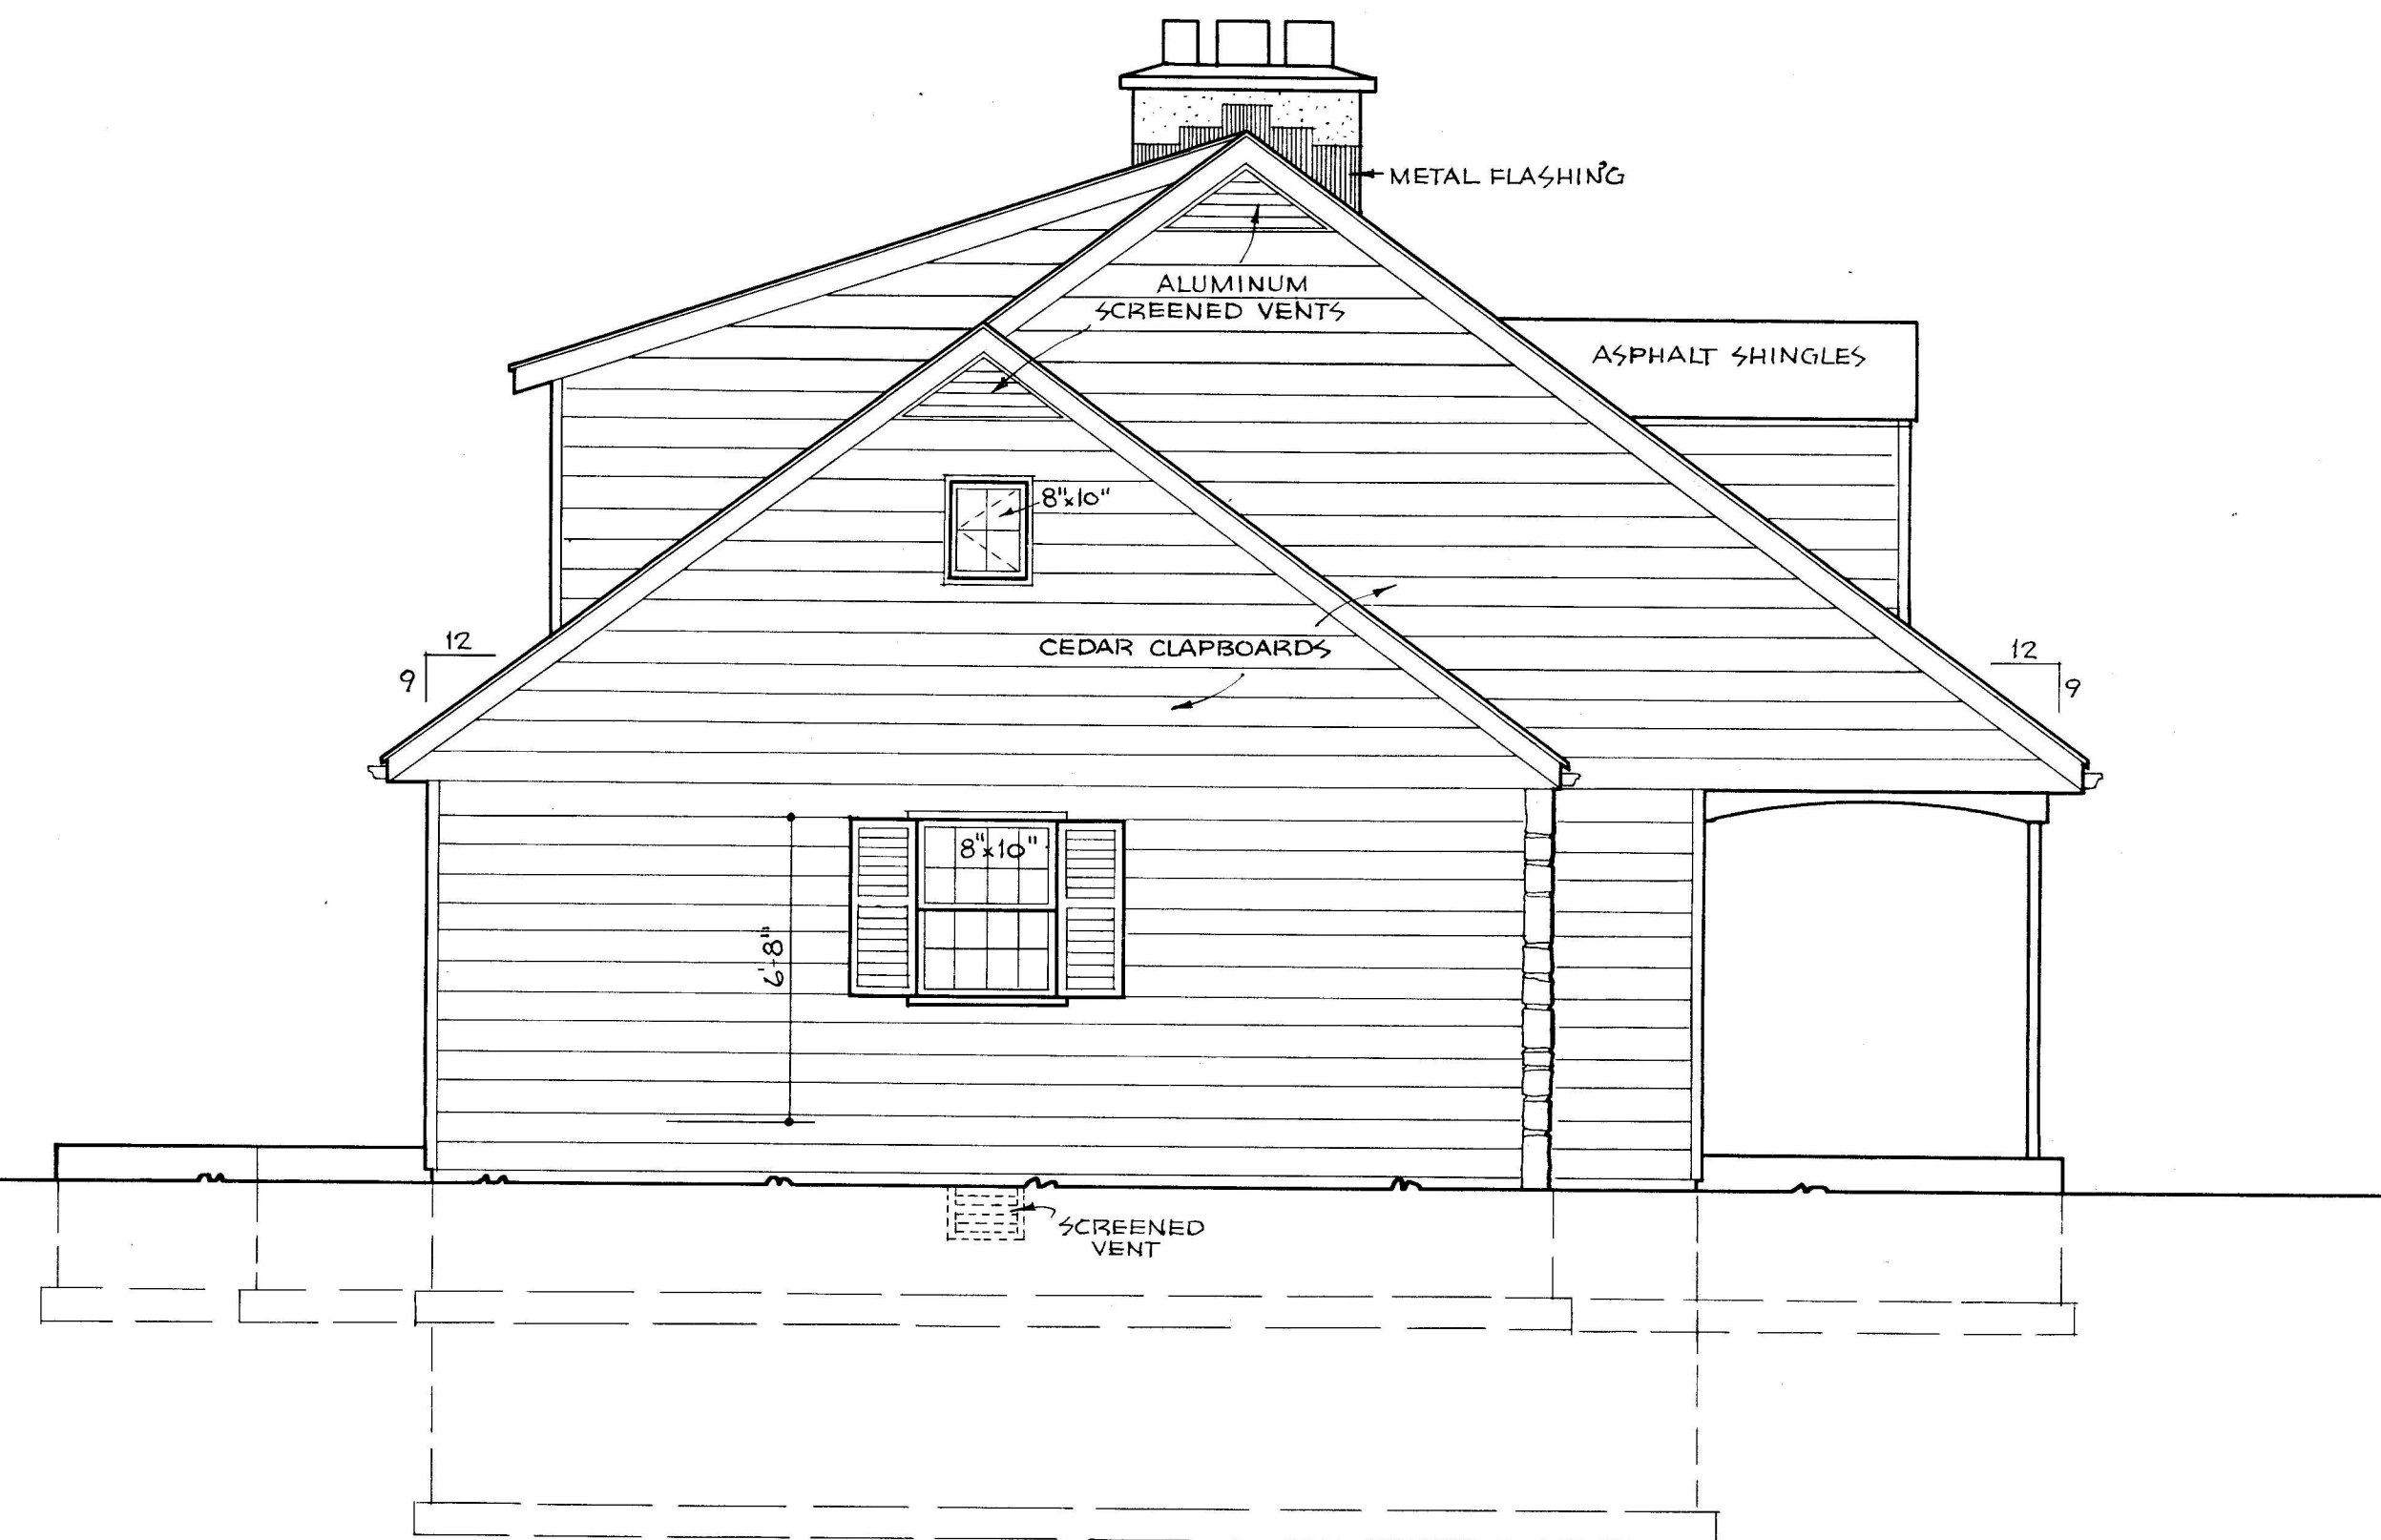 METAL FLASHING
ALUMINUM
SCREENED VENTS
ASPHALT SHINGLES
8"x10"
12
9
CEDAR CLAPBOARDS
12
9
8"x10"
6'-8"
SCREENED
VENT